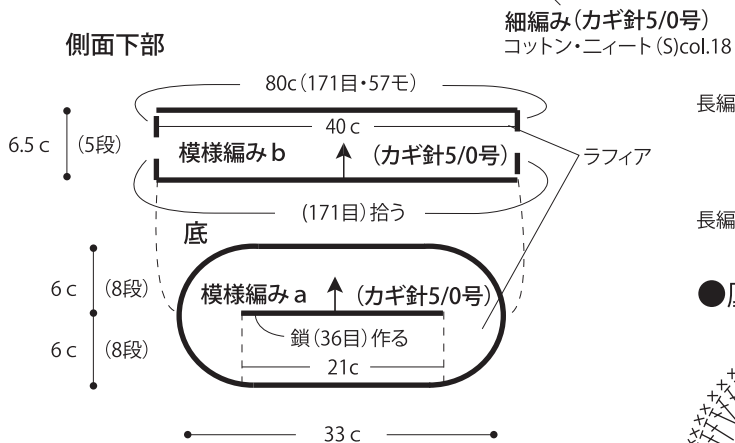 細編み(カギ針5/0号)
コットン・ニィート(S)col.18
側面下部
80c(171目・57モ)
長編
40c
6.5c (5段)
模様編みb (カギ針5/0号)
ラフィア
(171目)拾う
長編
底
6c (8段)
模様編みa (カギ針5/0号)
●
鎖(36目)作る
6c (8段)
21c
33c